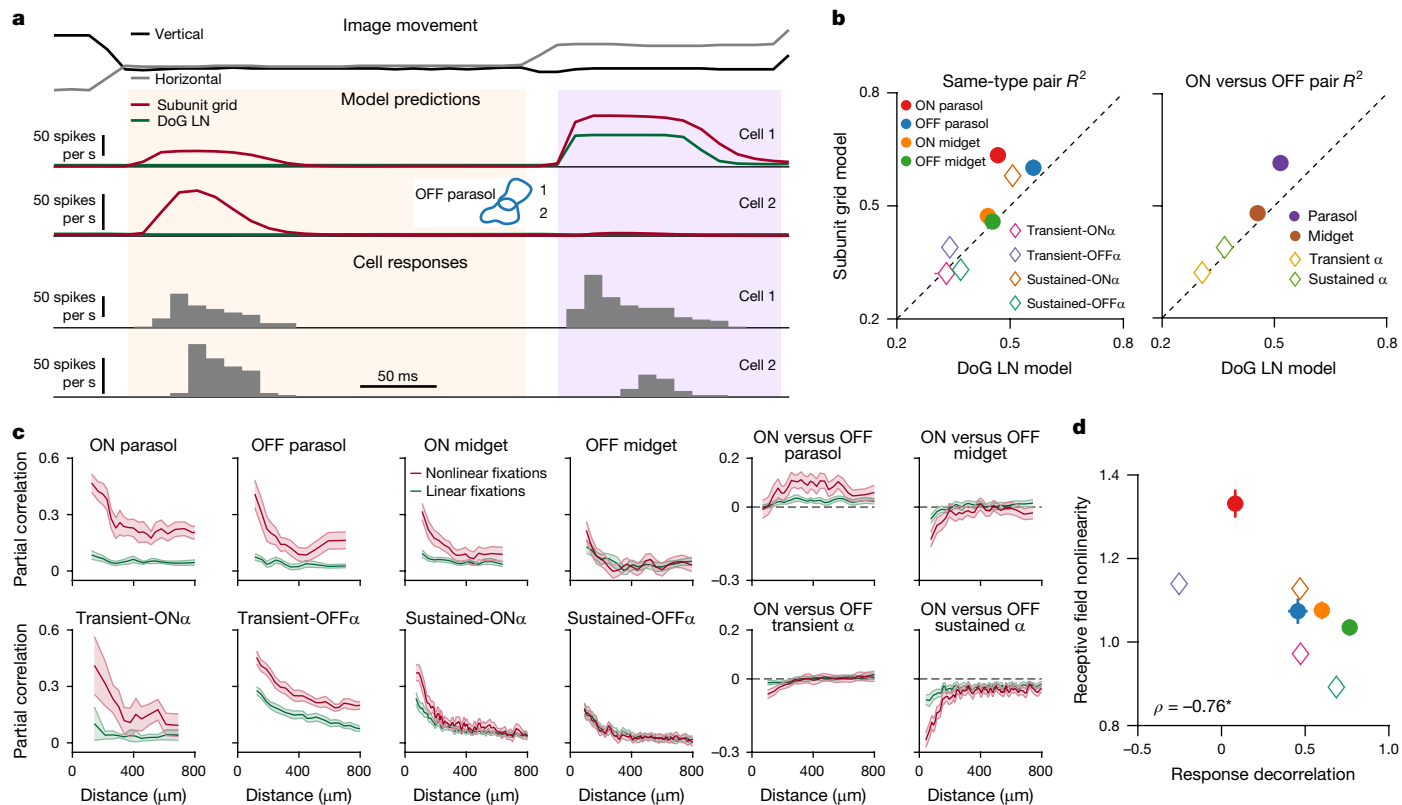 a
Image movement
Vertical
Horizontal
Model predictions
Subunit grid
DoG LN
50 spikes
per s
Cell 1
OFF parasol
1
2
50 spikes
per s
Cell 2
Cell responses
50 spikes
per s
Cell 1
50 spikes
per s
Cell 2
50 ms
b
Same-type pair R²
ON versus OFF pair R²
Subunit grid model
0.8
0.5
0.2
ON parasol
OFF parasol
ON midget
OFF midget
Transient-ONα
Transient-OFFα
Sustained-ONα
Sustained-OFFα
0.2
0.5
0.8
DoG LN model
Parasol
Midget
Transient α
Sustained α
0.2
0.5
0.8
DoG LN model
c
ON parasol
OFF parasol
ON midget
OFF midget
ON versus OFF
parasol
ON versus OFF
midget
Partial correlation
0.6
0.3
0
Nonlinear fixations
Linear fixations
0.2
0
−0.3
Transient-ONα
Transient-OFFα
Sustained-ONα
Sustained-OFFα
ON versus OFF
transient α
ON versus OFF
sustained α
Partial correlation
0.6
0.3
0
0.2
0
−0.3
0
400
800
0
400
800
0
400
800
0
400
800
0
400
800
0
400
800
Distance (μm)
Distance (μm)
Distance (μm)
Distance (μm)
Distance (μm)
Distance (μm)
d
Receptive field nonlinearity
1.4
1.2
1.0
0.8
ρ = −0.76*
−0.5
0
0.5
1.0
Response decorrelation